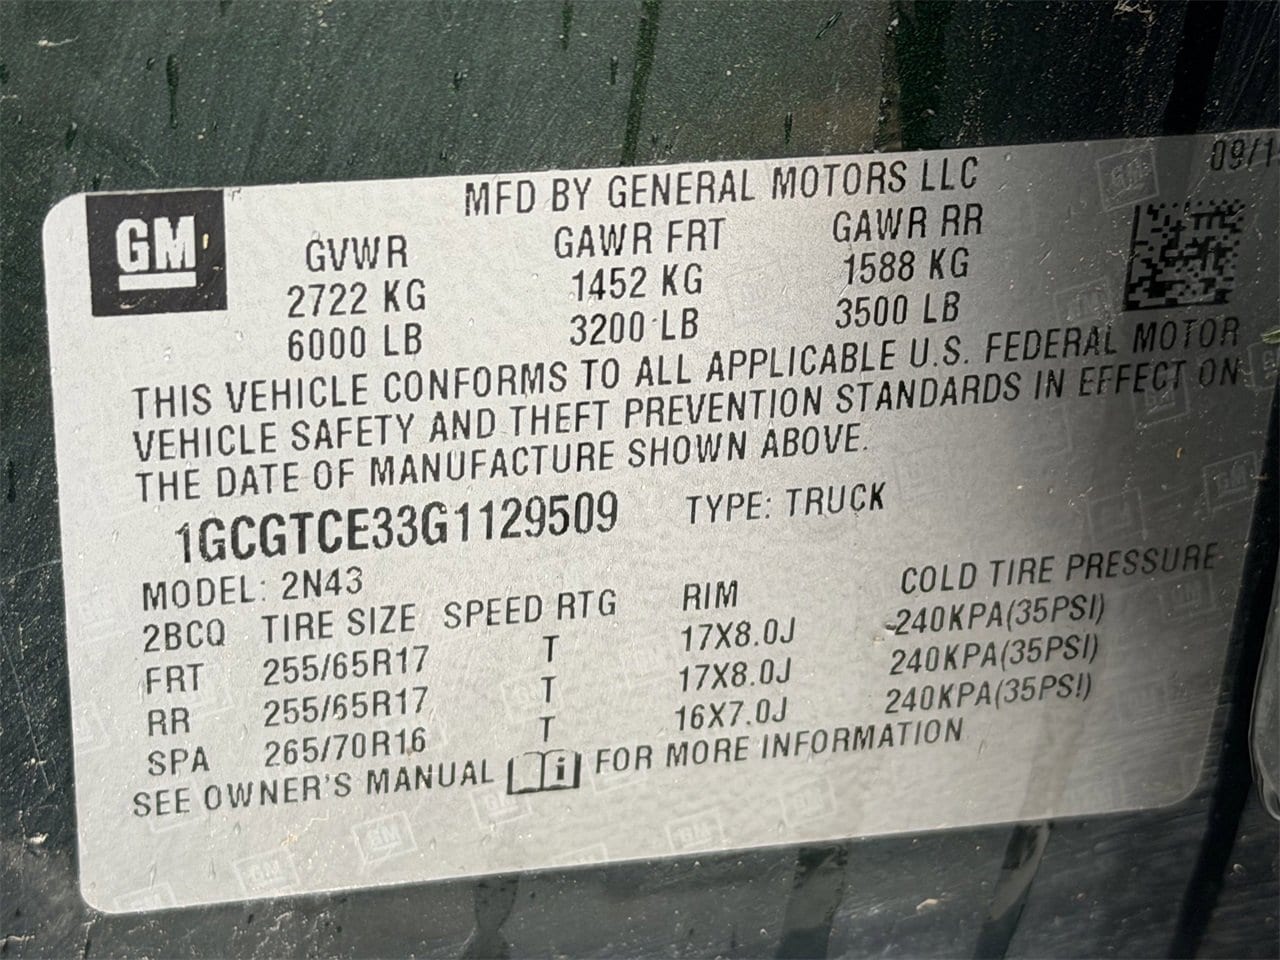 09/1
MFD BY GENERAL MOTORS LLC
GM
GVWR GAWR FRT GAWR RR
2722 KG 1452 KG 1588 KG
6000 LB 3200 LB 3500 LB
THIS VEHICLE CONFORMS TO ALL APPLICABLE U.S. FEDERAL MOTOR
VEHICLE SAFETY AND THEFT PREVENTION STANDARDS IN EFFECT ON
THE DATE OF MANUFACTURE SHOWN ABOVE.
1GCGTCE33G1129509 TYPE: TRUCK
MODEL: 2N43
2BCQ TIRE SIZE SPEED RTG RIM COLD TIRE PRESSURE
FRT 255/65R17 T 17X8.0J 240KPA(35PSI)
RR 255/65R17 T 17X8.0J 240KPA(35PSI)
SPA 265/70R16 T 16X7.0J 240KPA(35PSI)
SEE OWNER'S MANUAL i FOR MORE INFORMATION